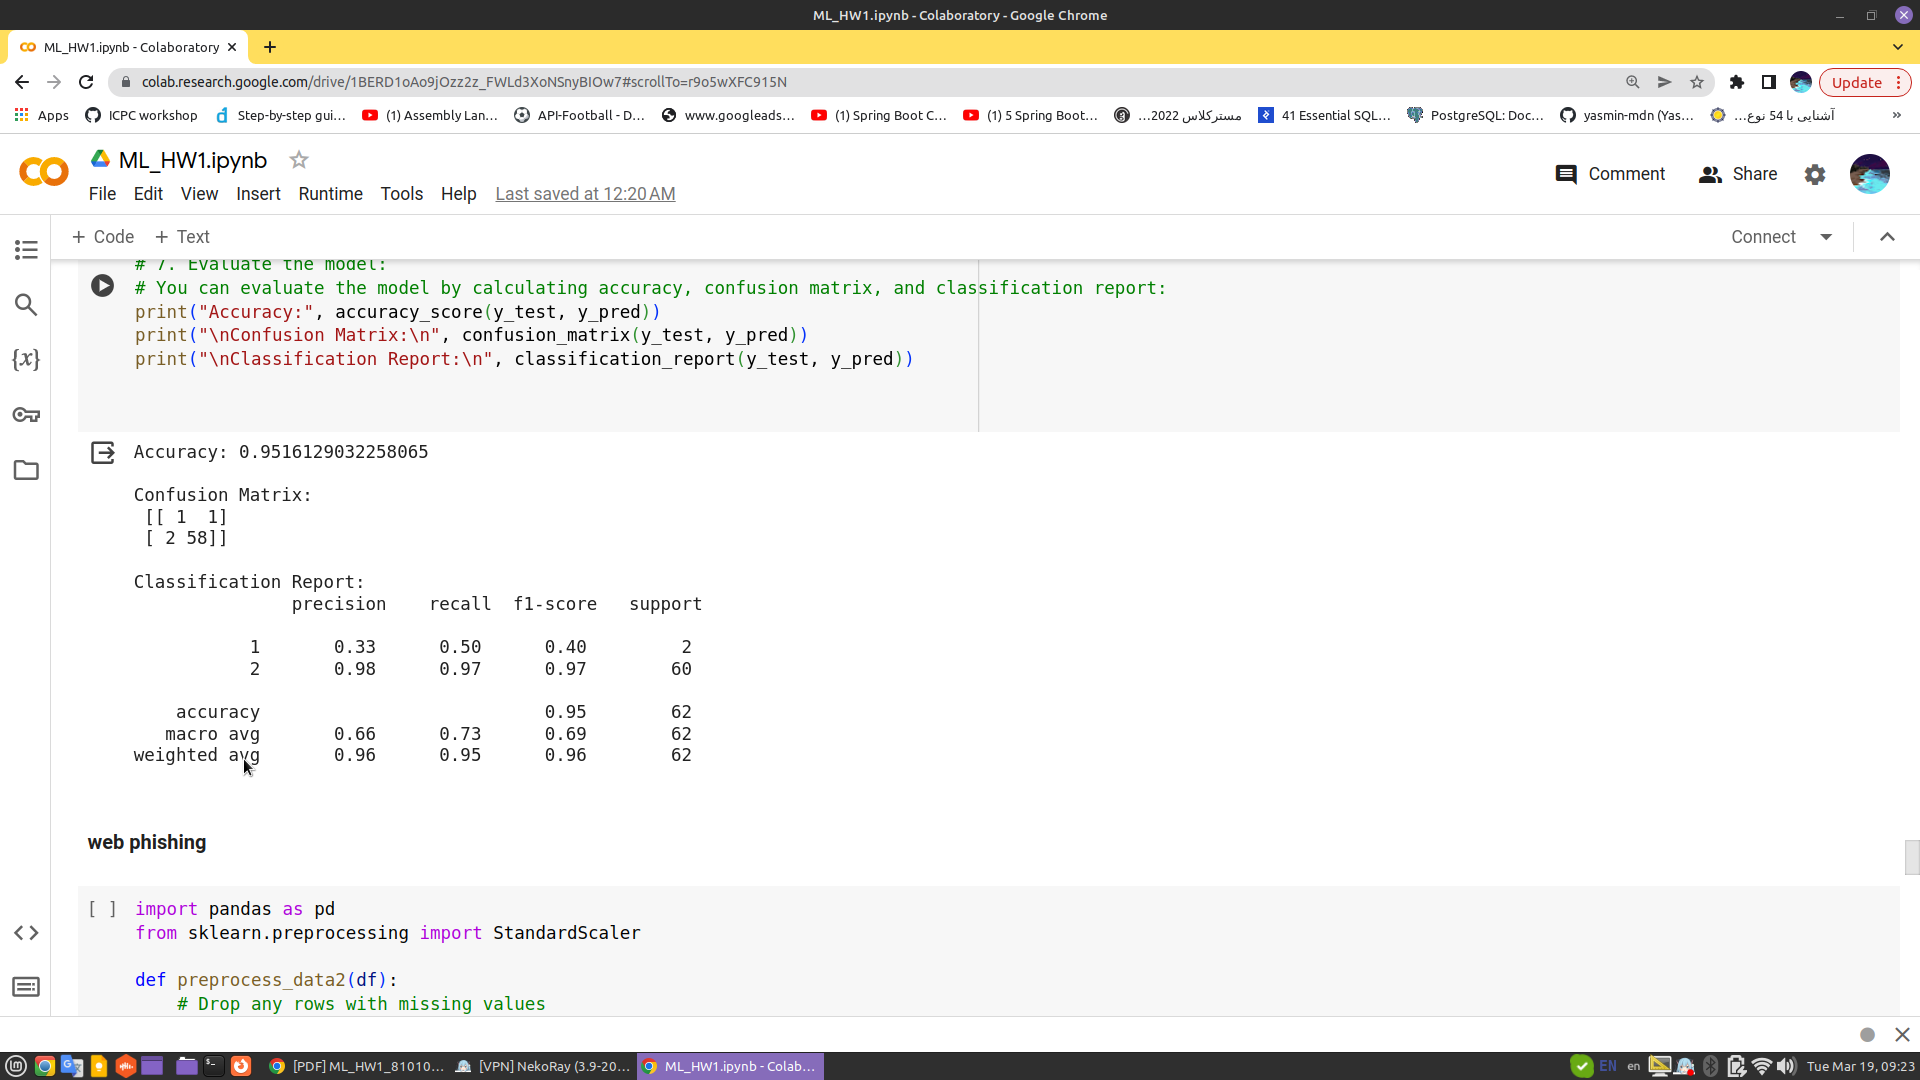 ML_HW1.ipynb - Colaboratory - Google Chrome
ML_HW1.ipynb - Colaboratory
colab.research.google.com/drive/1BERD1oAo9jOzz2z_FWLd3XoNSnyBIOw7#scrollTo=r9o5wXFC915N
Update
Apps ICPC workshop Step-by-step gui... (1) Assembly Lan... API-Football - D... www.googleads... (1) Spring Boot C... (1) 5 Spring Boot... مسترکلاس 2022... 41 Essential SQL... PostgreSQL: Doc... yasmin-mdn (Yas... آشنایی با 54 نوع... »
ML_HW1.ipynb
Comment Share
File Edit View Insert Runtime Tools Help Last saved at 12:20 AM
+ Code + Text Connect
# 7. Evaluate the model:
# You can evaluate the model by calculating accuracy, confusion matrix, and classification report:
print("Accuracy:", accuracy_score(y_test, y_pred))
print("\nConfusion Matrix:\n", confusion_matrix(y_test, y_pred))
print("\nClassification Report:\n", classification_report(y_test, y_pred))
Accuracy: 0.9516129032258065
Confusion Matrix:
[[ 1  1]
[ 2 58]]
Classification Report:
precision recall f1-score support
1 0.33 0.50 0.40 2
2 0.98 0.97 0.97 60
accuracy 0.95 62
macro avg 0.66 0.73 0.69 62
weighted avg 0.96 0.95 0.96 62
web phishing
[ ] import pandas as pd
from sklearn.preprocessing import StandardScaler
def preprocess_data2(df):
# Drop any rows with missing values
[PDF] ML_HW1_81010... [VPN] NekoRay (3.9-20... ML_HW1.ipynb - Colab... EN en Tue Mar 19, 09:23